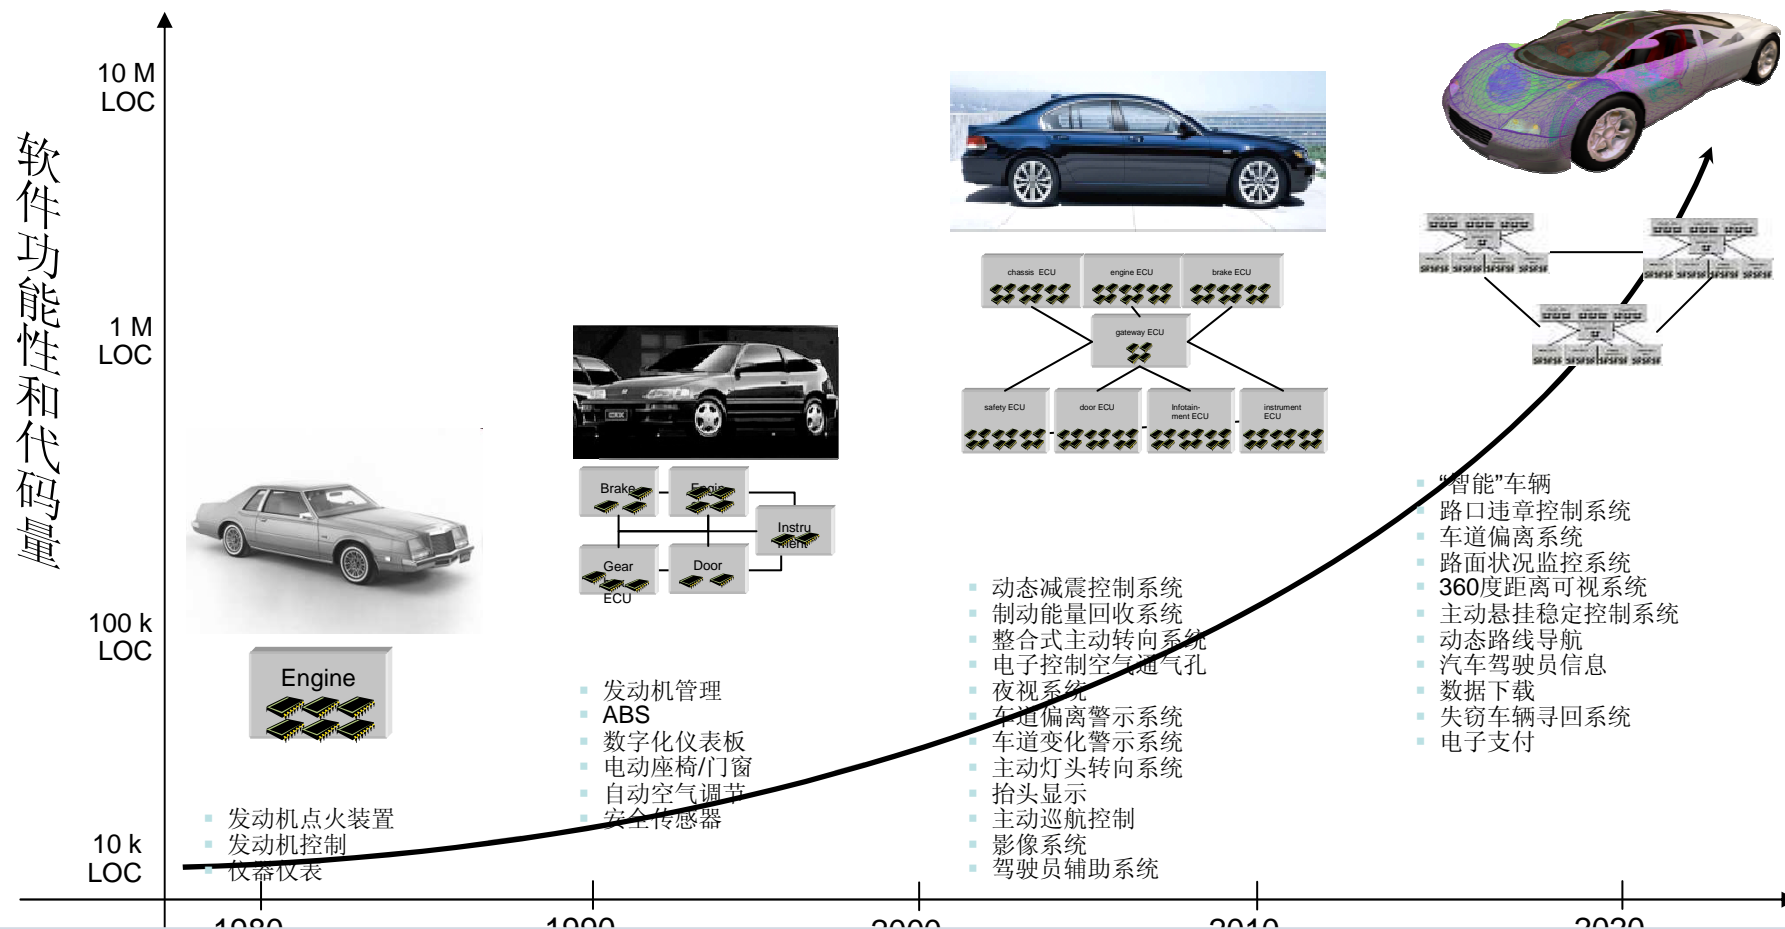 软件功能性和代码量
10 M
LOC
1 M
LOC
100 k
LOC
10 k
LOC
Engine
发动机点火装置
发动机控制
仪器仪表
CRX
Brake
Engin
Instru
ment
Gear
ECU
Door
发动机管理
ABS
数字化仪表板
电动座椅/门窗
自动空气调节
安全传感器
chassis ECU
engine ECU
brake ECU
gateway ECU
safety ECU
door ECU
Infotain-
ment ECU
instrument
ECU
动态减震控制系统
制动能量回收系统
整合式主动转向系统
电子控制空气通气孔
夜视系统
车道偏离警示系统
车道变化警示系统
主动灯头转向系统
抬头显示
主动巡航控制
影像系统
驾驶员辅助系统
“智能”车辆
路口违章控制系统
车道偏离系统
路面状况监控系统
360度距离可视系统
主动悬挂稳定控制系统
动态路线导航
汽车驾驶员信息
数据下载
失窃车辆寻回系统
电子支付
1980
1990
2000
2010
2020